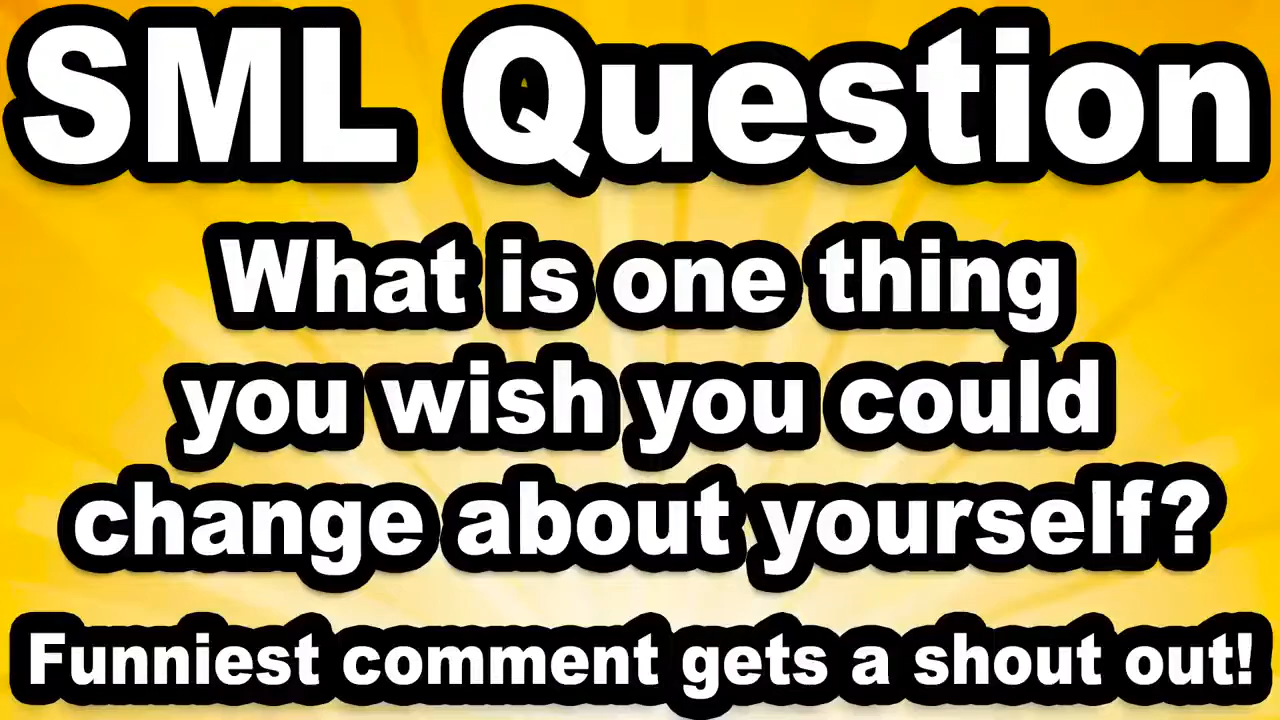 SML Question
What is one thing
you wish you could
change about yourself?
Funniest comment gets a shout out!